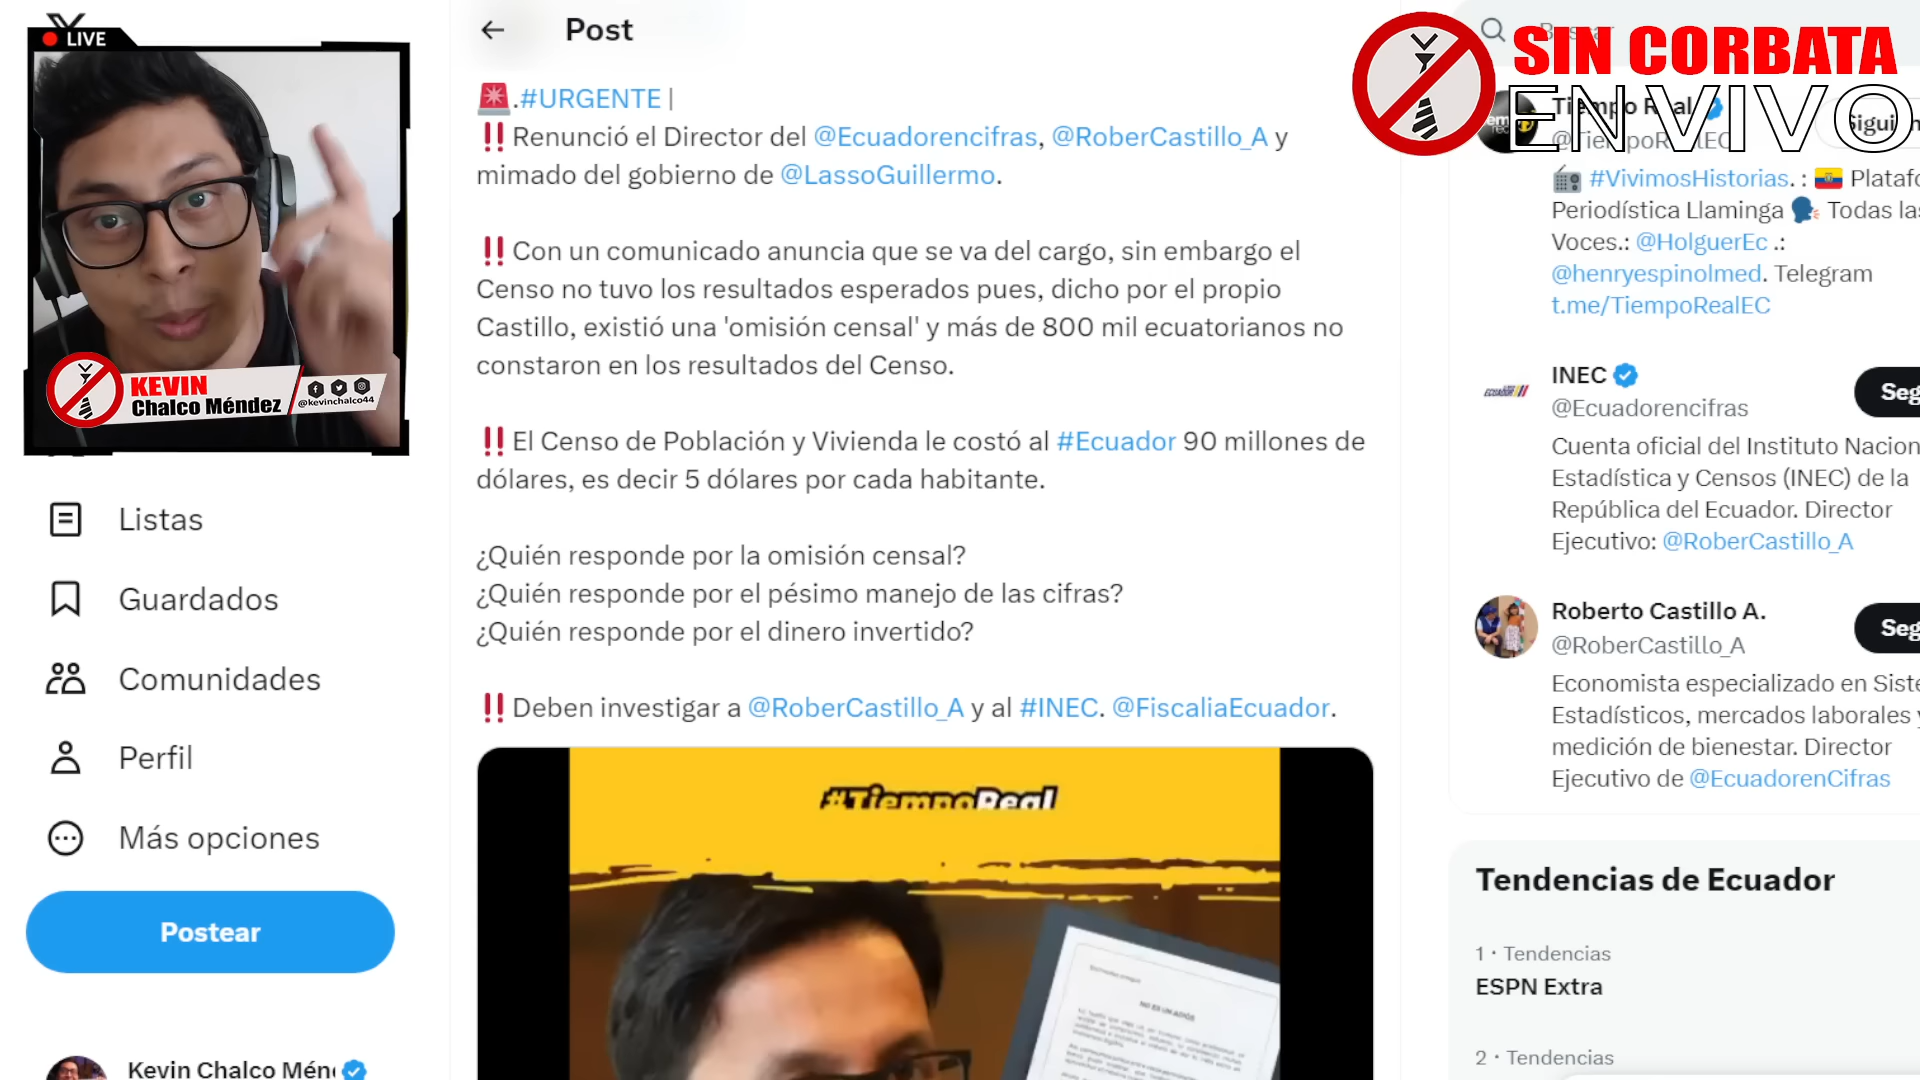 LIVE
KEVIN
Chalco Méndez
@kevinchalco44
Listas
Guardados
Comunidades
Perfil
Más opciones
Postear
Kevin Chalco
Post
.#URGENTE |
‼Renunció el Director del @Ecuadorencifras, @RoberCastillo_A y
mimado del gobierno de @LassoGuillermo.
‼Con un comunicado anuncia que se va del cargo, sin embargo el
Censo no tuvo los resultados esperados pues, dicho por el propio
Castillo, existió una 'omisión censal' y más de 800 mil ecuatorianos no
constaron en los resultados del Censo.
‼El Censo de Población y Vivienda le costó al #Ecuador 90 millones de
dólares, es decir 5 dólares por cada habitante.
¿Quién responde por la omisión censal?
¿Quién responde por el pésimo manejo de las cifras?
¿Quién responde por el dinero invertido?
‼Deben investigar a @RoberCastillo_A y al #INEC. @FiscaliaEcuador.
#TiempoReal
NO ES UN ADIÓS
SIN CORBATA
EN VIVO
Tiempo Real
@TiempoRealEC
#VivimosHistorias. :
Periodística Llaminga Todas
Voces.: @HolguerEc .:
@henryespinolmed. Telegram
t.me/TiempoRealEC
INEC
@Ecuadorencifras
Cuenta oficial del Instituto
Estadística y Censos (INEC) de la
República del Ecuador. Director
Ejecutivo: @RoberCastillo_A
Roberto Castillo A.
@RoberCastillo_A
Economista especializado en
Estadísticos, mercados laborales y
medición de bienestar. Director
Ejecutivo de @EcuadorenCifras
Tendencias de Ecuador
1 · Tendencias
ESPN Extra
2 · Tendencias